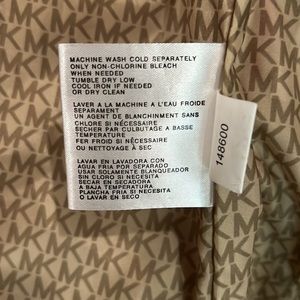 MACHINE WASH COLD SEPARATELY
ONLY NON-CHLORINE BLEACH
WHEN NEEDED
TUMBLE DRY LOW
COOL IRON IF NEEDED
OR DRY CLEAN
LAVER A LA MACHINE A L'EAU FROIDE
SEPARAMENT
UN AGENT DE BLANCHIMENT SANS
CHLORE SI NÉCESSAIRE
SECHER PAR CULBUTAGE A BASSE
TEMPERATURE
FER FROID SI NÉCESSAIRE
OU NETTOYAGE À SEC
LAVAR EN LAVADORA CON
AGUA FRIA POR SEPARADO
USAR SOLAMENTE BLANQUEADOR
SIN CLORO SI NECESITA
SECAR EN SECADORA
A BAJA TEMPERATURA
PLANCHA TIBIA SI NECESITA
O LAVAR EN SECO
148600